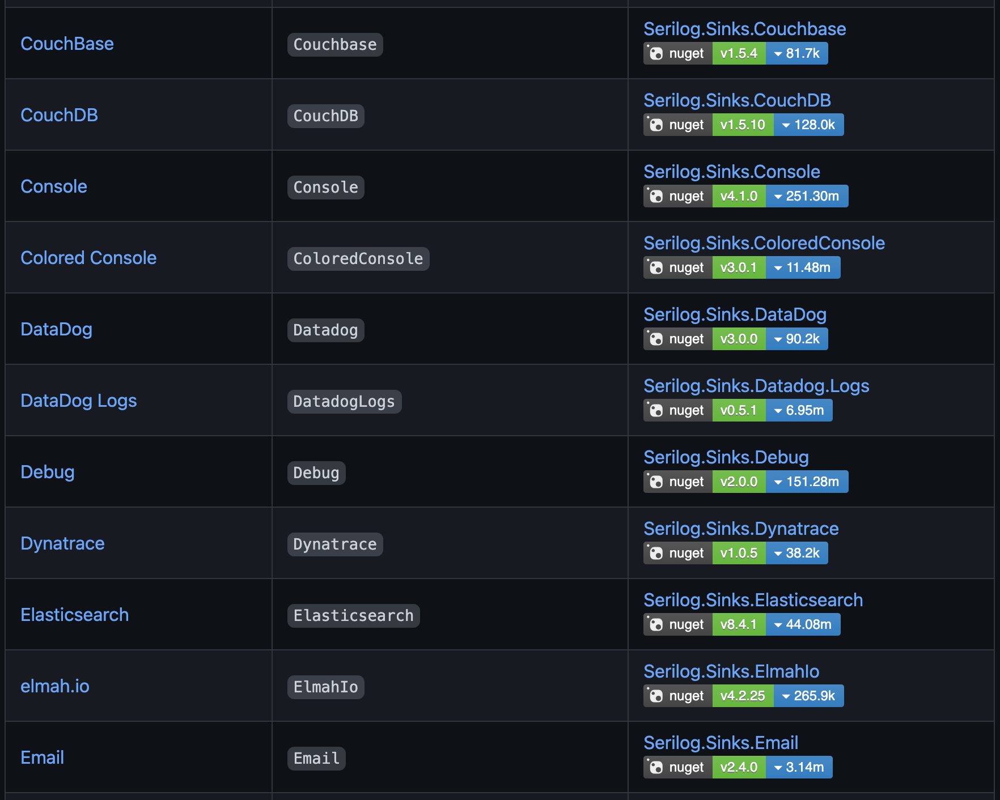 CouchBase
Couchbase
Serilog.Sinks.Couchbase
nuget v1.5.4 81.7k
CouchDB
CouchDB
Serilog.Sinks.CouchDB
nuget v1.5.10 128.0k
Console
Console
Serilog.Sinks.Console
nuget v4.1.0 251.30m
Colored Console
ColoredConsole
Serilog.Sinks.ColoredConsole
nuget v3.0.1 11.48m
DataDog
Datadog
Serilog.Sinks.DataDog
nuget v3.0.0 90.2k
DataDog Logs
DatadogLogs
Serilog.Sinks.Datadog.Logs
nuget v0.5.1 6.95m
Debug
Debug
Serilog.Sinks.Debug
nuget v2.0.0 151.28m
Dynatrace
Dynatrace
Serilog.Sinks.Dynatrace
nuget v1.0.5 38.2k
Elasticsearch
Elasticsearch
Serilog.Sinks.Elasticsearch
nuget v8.4.1 44.08m
elmah.io
ElmahIo
Serilog.Sinks.ElmahIo
nuget v4.2.25 265.9k
Email
Email
Serilog.Sinks.Email
nuget v2.4.0 3.14m